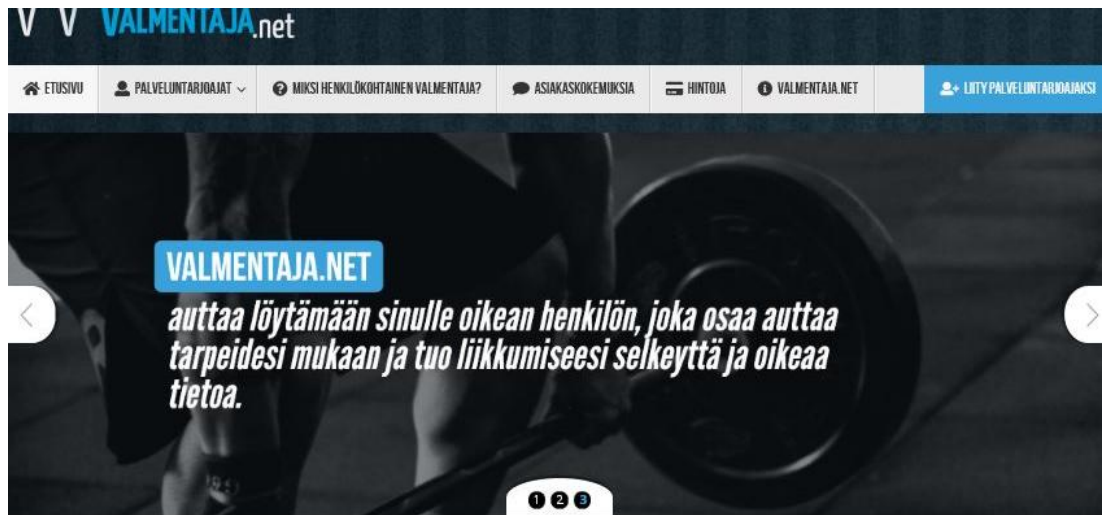 VALMENTAJA.net
ETUSIVU
PALVELUNTARJOAJAT
MIKSI HENKILÖKOHTAINEN VALMENTAJA?
ASIAKASKOKEMUKSIA
HINTOJA
VALMENTAJA.NET
LIITY PALVELUNTARJOAJAKSI
VALMENTAJA.NET
auttaa löytämään sinulle oikean henkilön, joka osaa auttaa
tarpeidesi mukaan ja tuo liikkumiseesi selkeyttä ja oikeaa
tietoa.
1 2 3